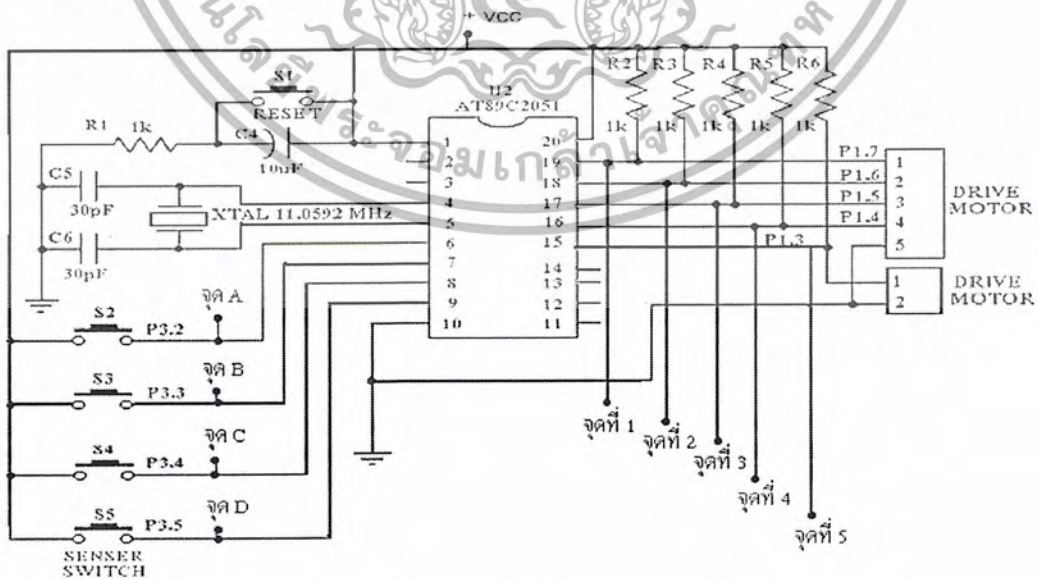 + VCC
S1
RESET
R1
1k
C4
10uF
C5
30pF
XTAL 11.0592 MHz
C6
30pF
U2
AT89C2051
1
2
3
4
5
6
7
8
9
10
20
19
18
17
16
15
14
13
12
11
R2
R3
R4
R5
R6
1k
1k
1k
1k
1k
P1.7
P1.6
P1.5
P1.4
P1.3
1
2
3
4
5
DRIVE
MOTOR
1
2
DRIVE
MOTOR
จุด A
S2
P3.2
จุด B
S3
P3.3
จุด C
S4
P3.4
จุด D
S5
P3.5
SENSER
SWITCH
จุดที่ 1
จุดที่ 2
จุดที่ 3
จุดที่ 4
จุดที่ 5